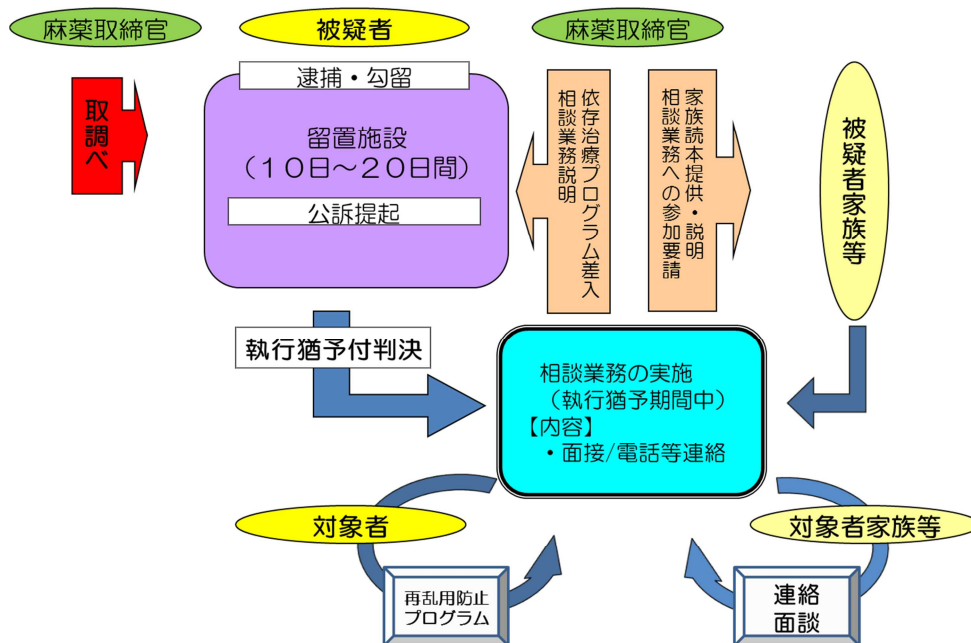 麻薬取締官
被疑者
麻薬取締官
逮捕・勾留
取調べ
留置施設
（１０日～２０日間）
公訴提起
依存治療プログラム差入
相談業務説明
家族読本提供・説明
相談業務への参加要請
被疑者家族等
執行猶予付判決
相談業務の実施
（執行猶予期間中）
【内容】
・面接/電話等連絡
対象者
対象者家族等
再乱用防止
プログラム
連絡
面談